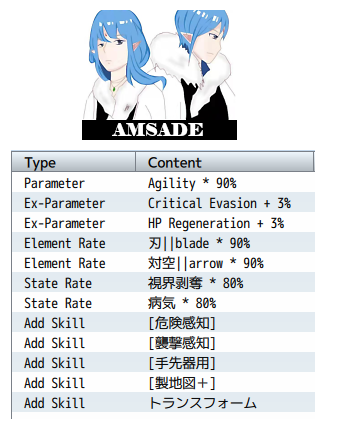 AMSADE
Type Content
Parameter Agility * 90%
Ex-Parameter Critical Evasion + 3%
Ex-Parameter HP Regeneration + 3%
Element Rate 刃||blade * 90%
Element Rate 対空||arrow * 90%
State Rate 視界剥奪 * 80%
State Rate 病気 * 80%
Add Skill [危険感知]
Add Skill [襲撃感知]
Add Skill [手先器用]
Add Skill [製地図＋]
Add Skill トランスフォーム